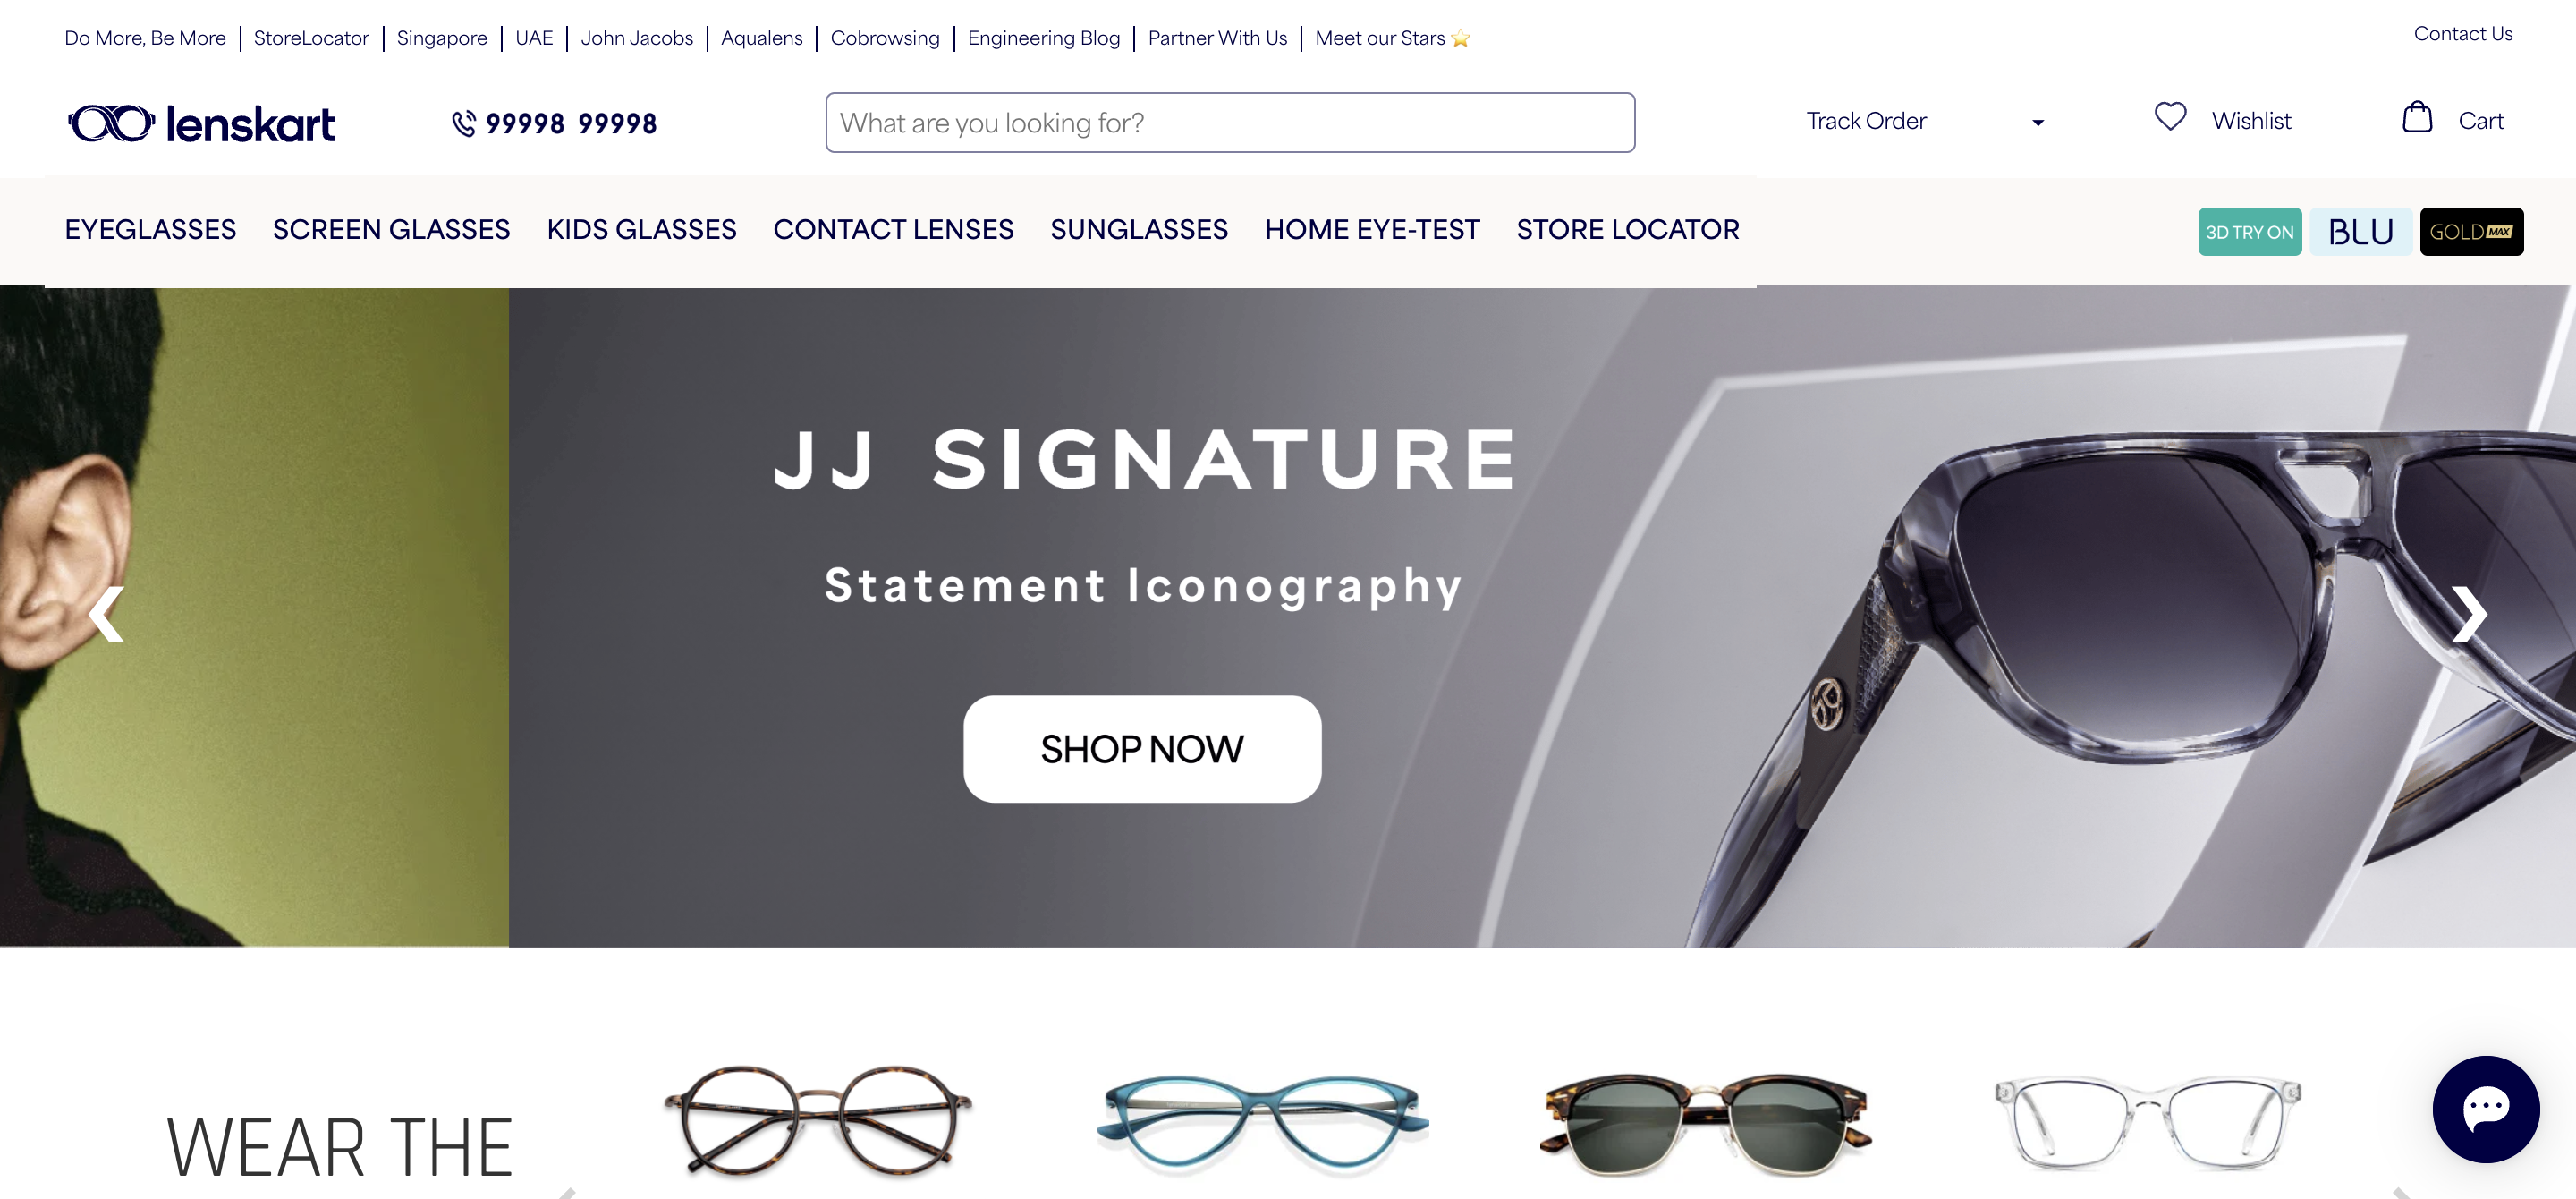 Do More, Be More | StoreLocator | Singapore | UAE | John Jacobs | Aqualens | Cobrowsing | Engineering Blog | Partner With Us | Meet our Stars ⭐
Contact Us
lenskart
99998 99998
What are you looking for?
Track Order
Wishlist
Cart
EYEGLASSES
SCREEN GLASSES
KIDS GLASSES
CONTACT LENSES
SUNGLASSES
HOME EYE-TEST
STORE LOCATOR
3D TRY ON
BLU
GOLD MAX
JJ SIGNATURE
Statement Iconography
SHOP NOW
WEAR THE